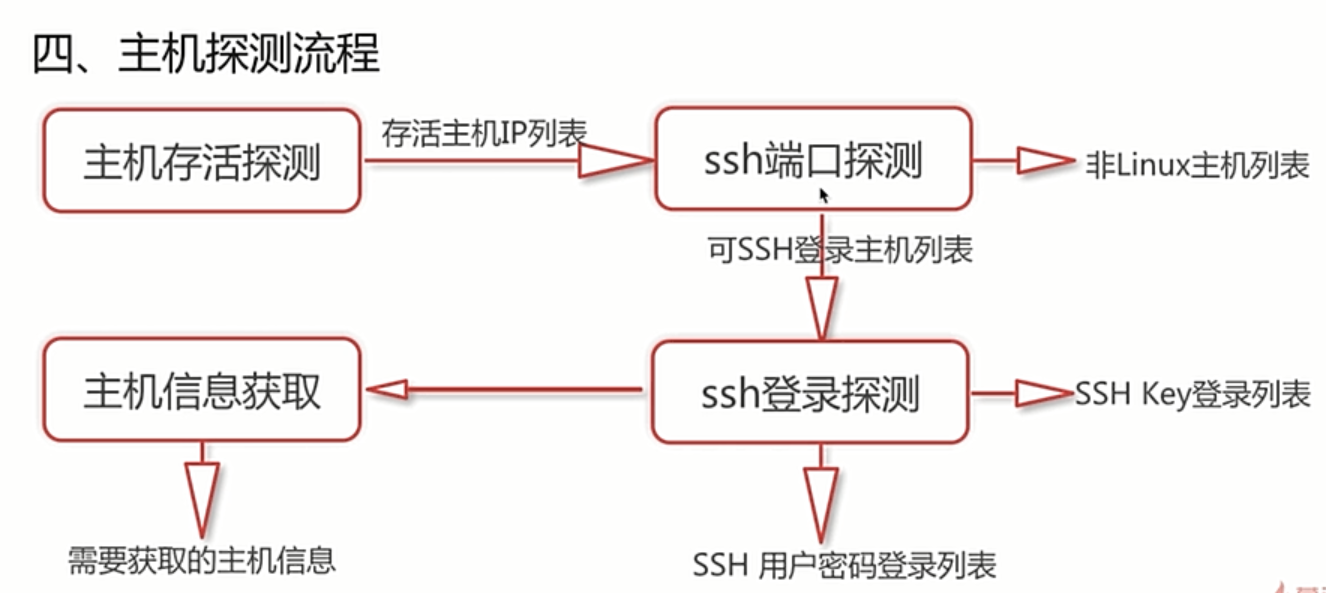 四、主机探测流程
存活主机IP列表
主机存活探测
ssh端口探测
非Linux主机列表
可SSH登录主机列表
主机信息获取
ssh登录探测
SSH Key登录列表
需要获取的主机信息
SSH 用户密码登录列表